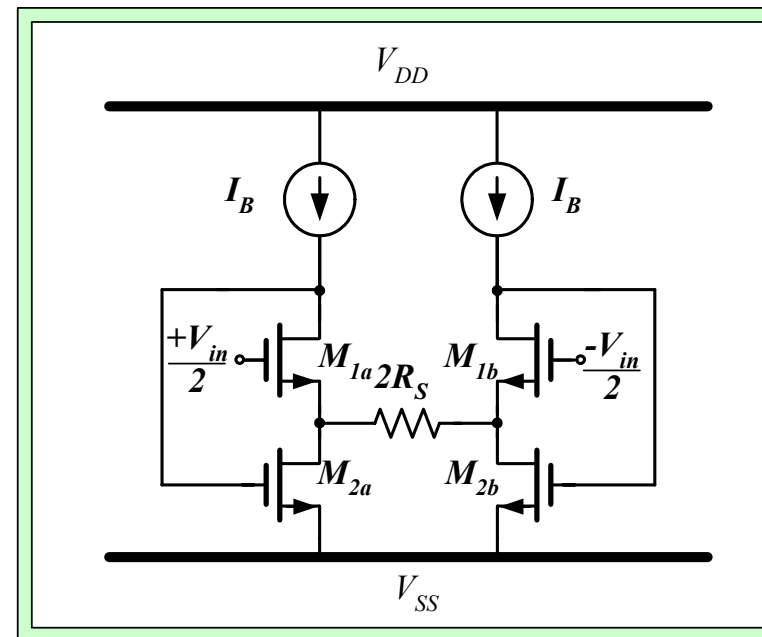 V_DD
I_B
I_B
+V_in/2
M_1a
2R_S
M_1b
-V_in/2
M_2a
M_2b
V_SS